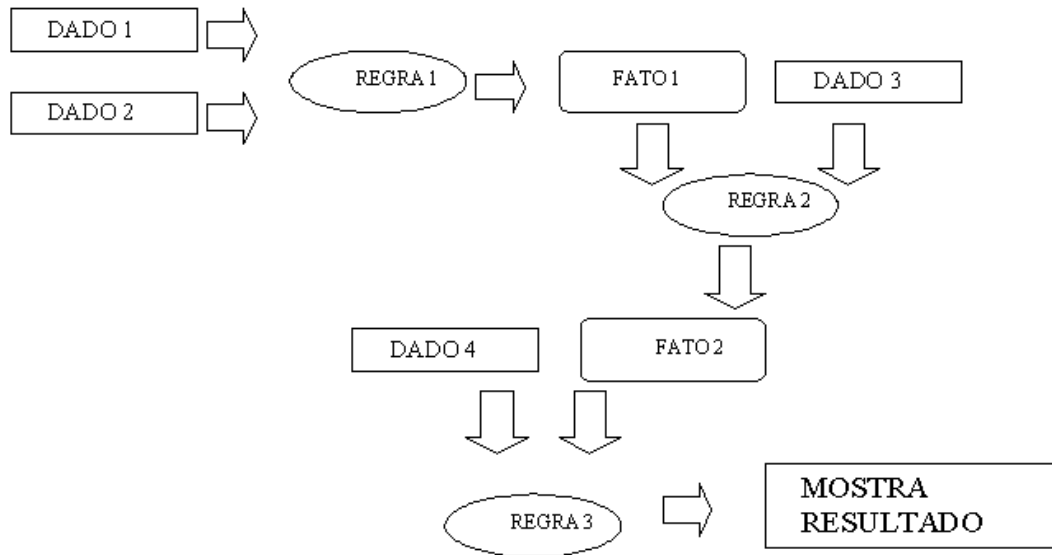 DADO 1
DADO 2
REGRA 1
FATO 1
DADO 3
REGRA 2
DADO 4
FATO 2
REGRA 3
MOSTRA
RESULTADO